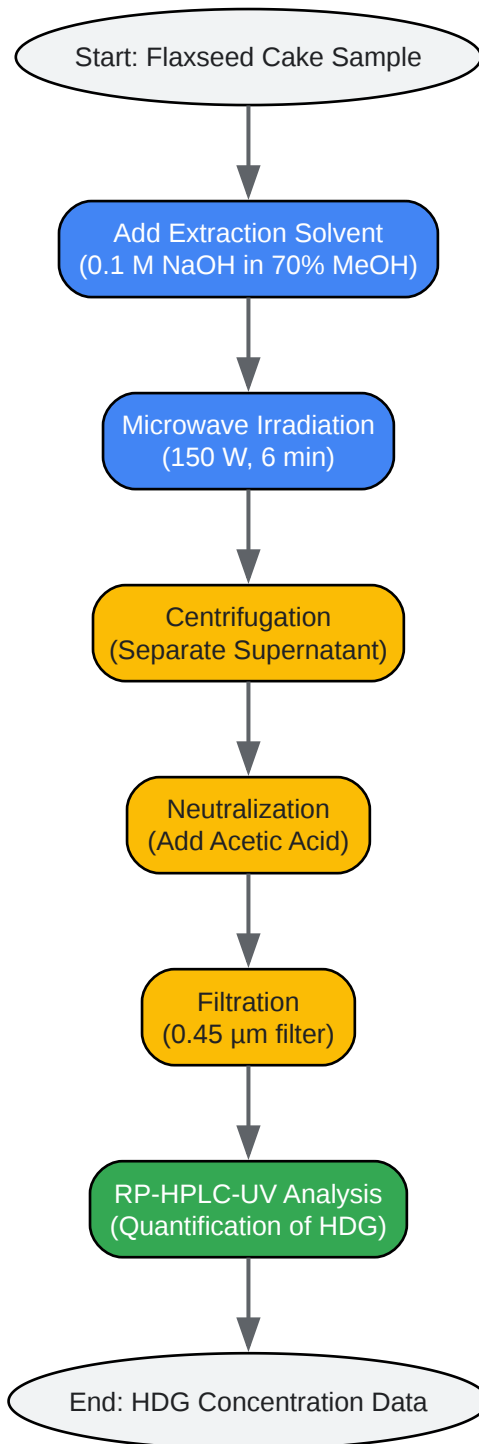 Start: Flaxseed Cake Sample
Add Extraction Solvent
(0.1 M NaOH in 70% MeOH)
Microwave Irradiation
(150 W, 6 min)
Centrifugation
(Separate Supernatant)
Neutralization
(Add Acetic Acid)
Filtration
(0.45 µm filter)
RP-HPLC-UV Analysis
(Quantification of HDG)
End: HDG Concentration Data